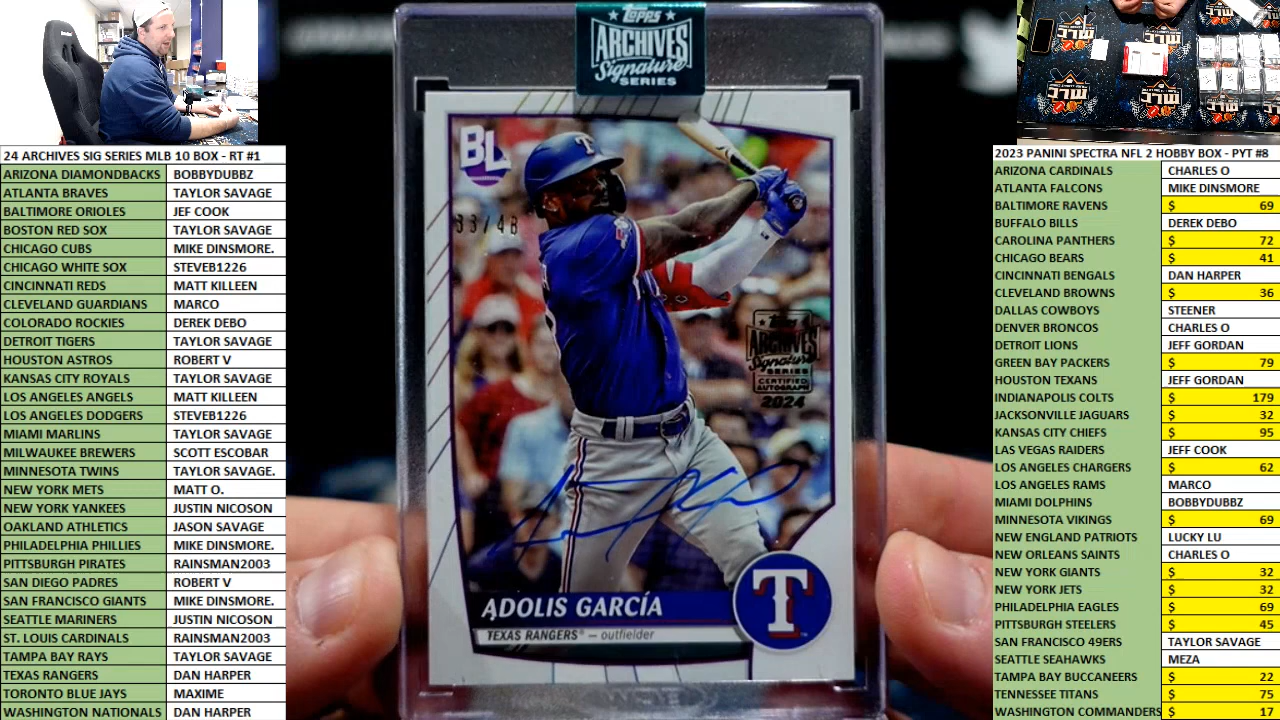 24 ARCHIVES SIG SERIES MLB 10 BOX - RT #1
ARIZONA DIAMONDBACKS BOBBYDUBBZ
ATLANTA BRAVES TAYLOR SAVAGE
BALTIMORE ORIOLES JEF COOK
BOSTON RED SOX TAYLOR SAVAGE
CHICAGO CUBS MIKE DINSMORE.
CHICAGO WHITE SOX STEVEB1226
CINCINNATI REDS MATT KILLEEN
CLEVELAND GUARDIANS MARCO
COLORADO ROCKIES DEREK DEBO
DETROIT TIGERS TAYLOR SAVAGE
HOUSTON ASTROS ROBERT V
KANSAS CITY ROYALS TAYLOR SAVAGE
LOS ANGELES ANGELS MATT KILLEEN
LOS ANGELES DODGERS STEVEB1226
MIAMI MARLINS TAYLOR SAVAGE
MILWAUKEE BREWERS SCOTT ESCOBAR
MINNESOTA TWINS TAYLOR SAVAGE.
NEW YORK METS MATT O.
NEW YORK YANKEES JUSTIN NICOSON
OAKLAND ATHLETICS JASON SAVAGE
PHILADELPHIA PHILLIES MIKE DINSMORE.
PITTSBURGH PIRATES RAINSMAN2003
SAN DIEGO PADRES ROBERT V
SAN FRANCISCO GIANTS MIKE DINSMORE.
SEATTLE MARINERS JUSTIN NICOSON
ST. LOUIS CARDINALS RAINSMAN2003
TAMPA BAY RAYS TAYLOR SAVAGE
TEXAS RANGERS DAN HARPER
TORONTO BLUE JAYS MAXIME
WASHINGTON NATIONALS DAN HARPER
Topps
ARCHIVES
Signature
SERIES
BL
33/48
T
topps
ARCHIVES
Signature
SERIES
CERTIFIED
AUTOGRAPH
2024
ADOLIS GARCÍA
TEXAS RANGERS® — outfielder
T
2023 PANINI SPECTRA NFL 2 HOBBY BOX - PYT #8
ARIZONA CARDINALS CHARLES O
ATLANTA FALCONS MIKE DINSMORE
BALTIMORE RAVENS $ 69
BUFFALO BILLS DEREK DEBO
CAROLINA PANTHERS $ 72
CHICAGO BEARS $ 41
CINCINNATI BENGALS DAN HARPER
CLEVELAND BROWNS $ 36
DALLAS COWBOYS STEENER
DENVER BRONCOS CHARLES O
DETROIT LIONS JEFF GORDAN
GREEN BAY PACKERS $ 79
HOUSTON TEXANS JEFF GORDAN
INDIANAPOLIS COLTS $ 179
JACKSONVILLE JAGUARS $ 32
KANSAS CITY CHIEFS $ 95
LAS VEGAS RAIDERS JEFF COOK
LOS ANGELES CHARGERS $ 62
LOS ANGELES RAMS MARCO
MIAMI DOLPHINS BOBBYDUBBZ
MINNESOTA VIKINGS $ 69
NEW ENGLAND PATRIOTS LUCKY LU
NEW ORLEANS SAINTS CHARLES O
NEW YORK GIANTS $ 32
NEW YORK JETS $ 32
PHILADELPHIA EAGLES $ 69
PITTSBURGH STEELERS $ 45
SAN FRANCISCO 49ERS TAYLOR SAVAGE
SEATTLE SEAHAWKS MEZA
TAMPA BAY BUCCANEERS $ 22
TENNESSEE TITANS $ 75
WASHINGTON COMMANDERS $ 17